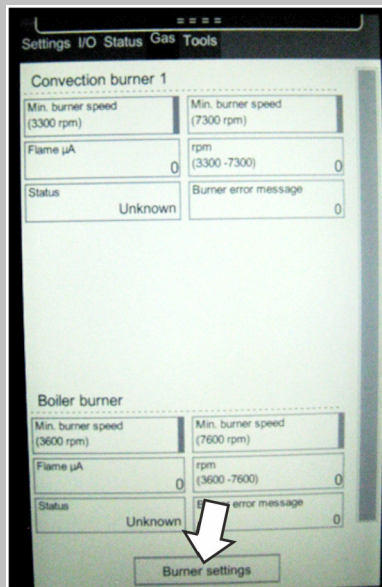 Settings I/O Status Gas Tools
Convection burner 1
Min. burner speed
(3300 rpm)
Min. burner speed
(7300 rpm)
Flame µA
0
rpm
(3300 -7300)
0
Status
Unknown
Burner error message
0
Boiler burner
Min. burner speed
(3600 rpm)
Min. burner speed
(7600 rpm)
Flame µA
0
rpm
(3600 -7600)
0
Status
Unknown
error message
0
Burner settings